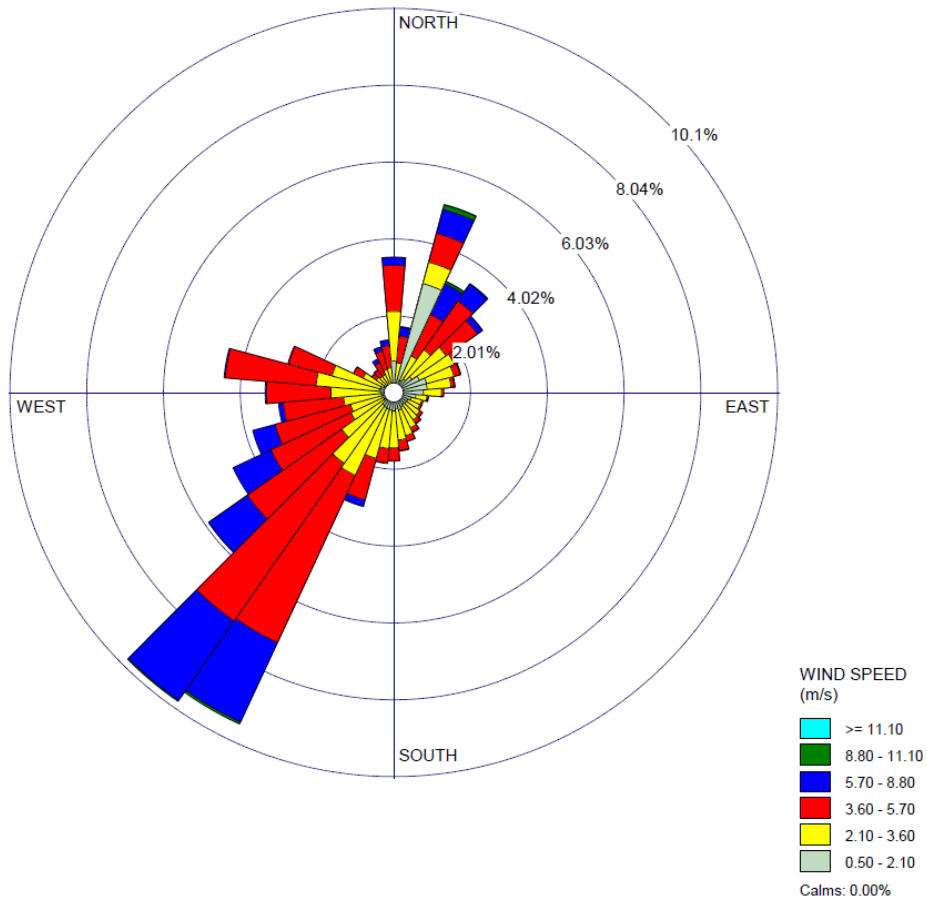 NORTH
10.1%
8.04%
6.03%
4.02%
2.01%
WEST
EAST
SOUTH
WIND SPEED
(m/s)
>= 11.10
8.80 - 11.10
5.70 - 8.80
3.60 - 5.70
2.10 - 3.60
0.50 - 2.10
Calms: 0.00%